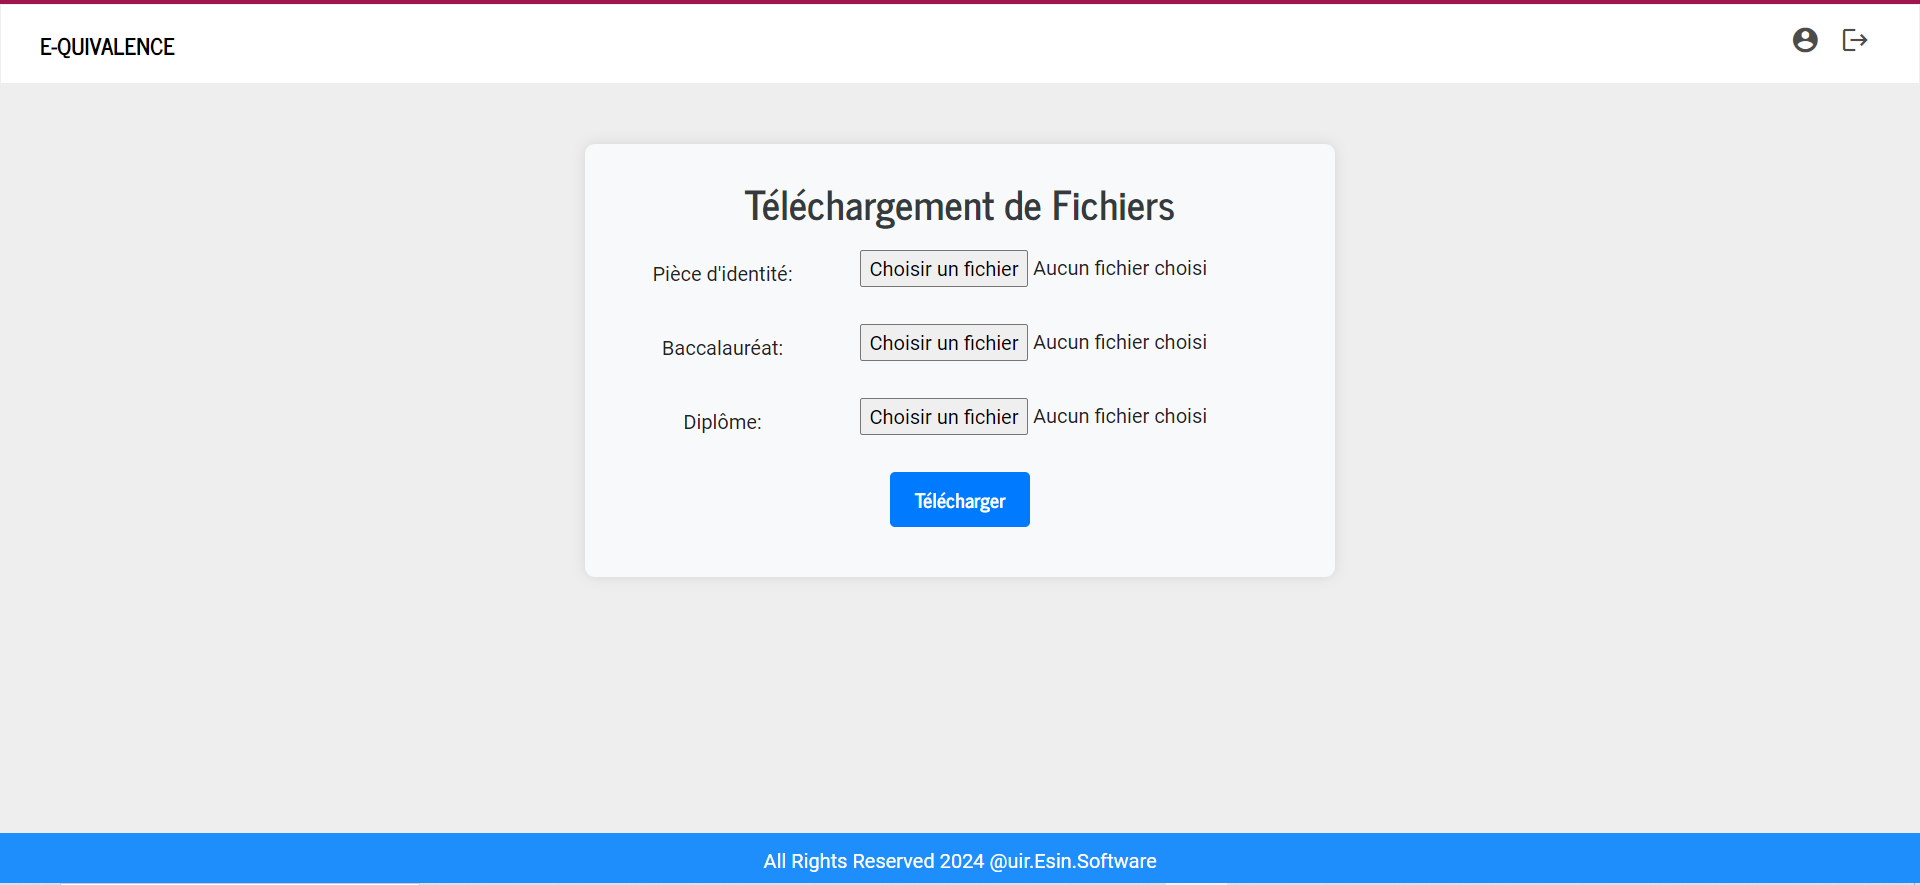 E-QUIVALENCE
Téléchargement de Fichiers
Pièce d'identité: Choisir un fichier Aucun fichier choisi
Baccalauréat: Choisir un fichier Aucun fichier choisi
Diplôme: Choisir un fichier Aucun fichier choisi
Télécharger
All Rights Reserved 2024 @uir.Esin.Software